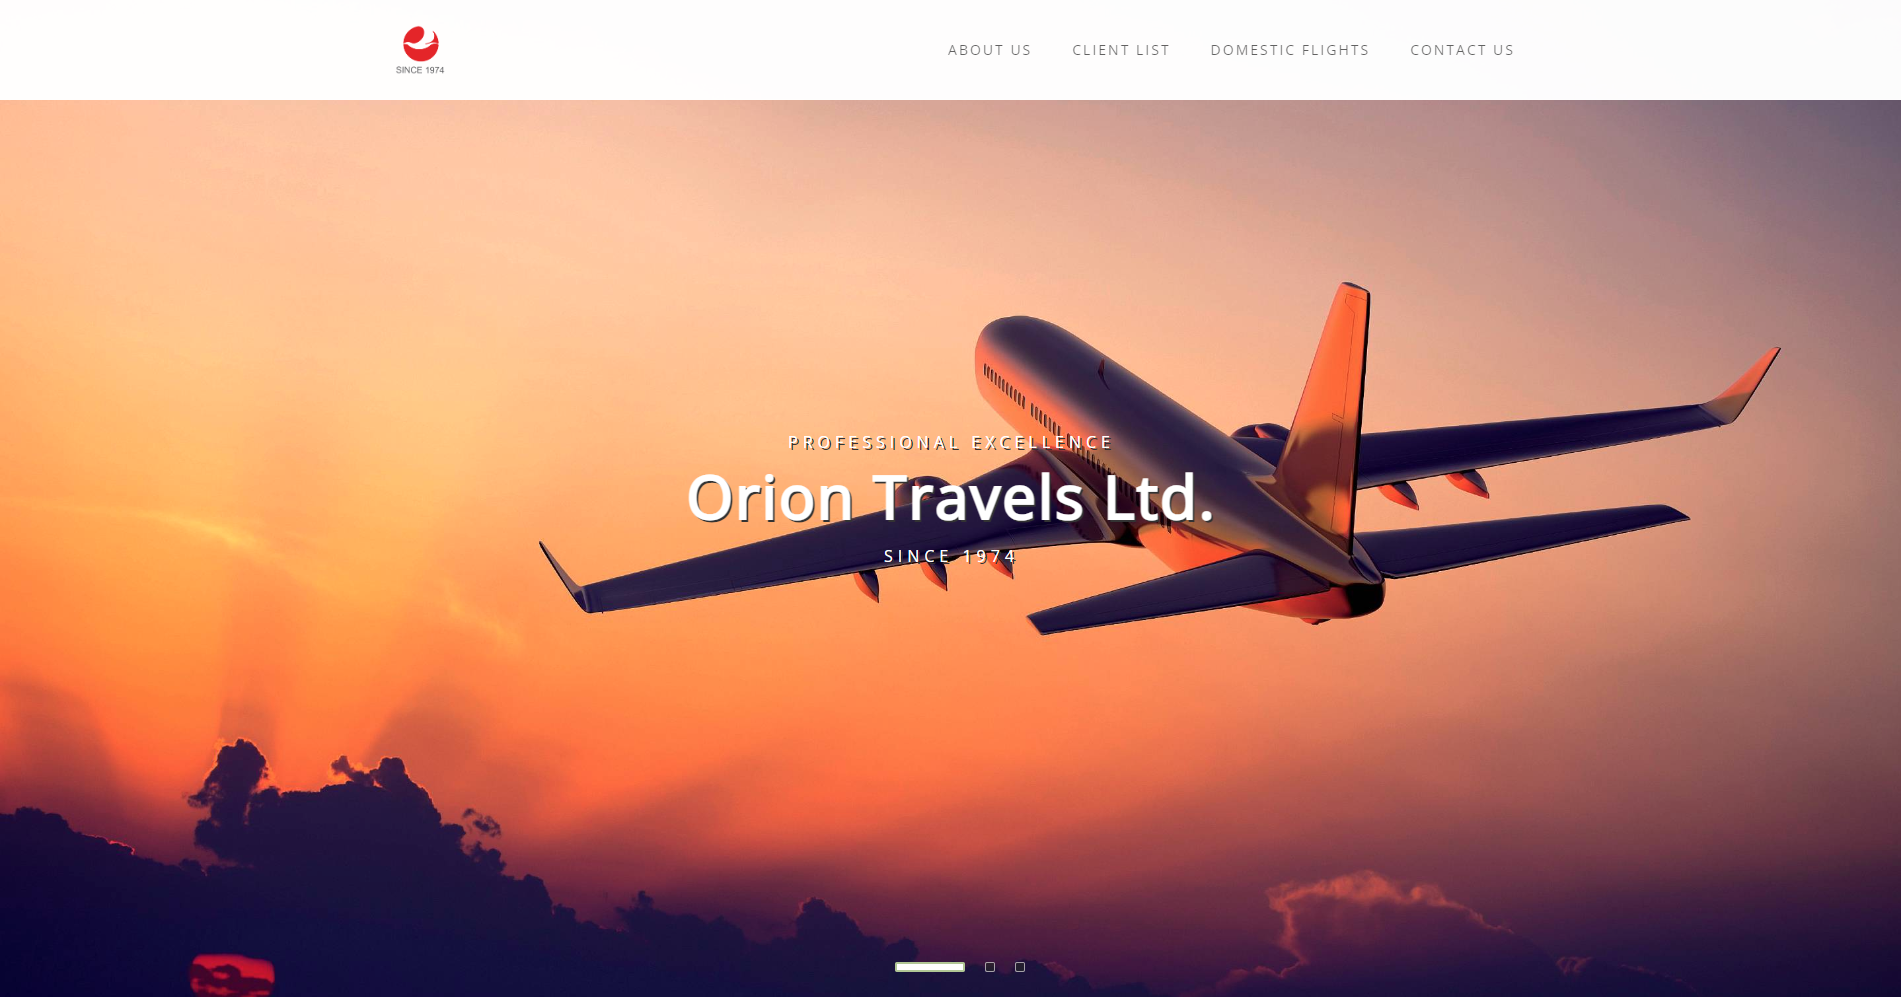 SINCE 1974
ABOUT US
CLIENT LIST
DOMESTIC FLIGHTS
CONTACT US
PROFESSIONAL EXCELLENCE
Orion Travels Ltd.
SINCE 1974